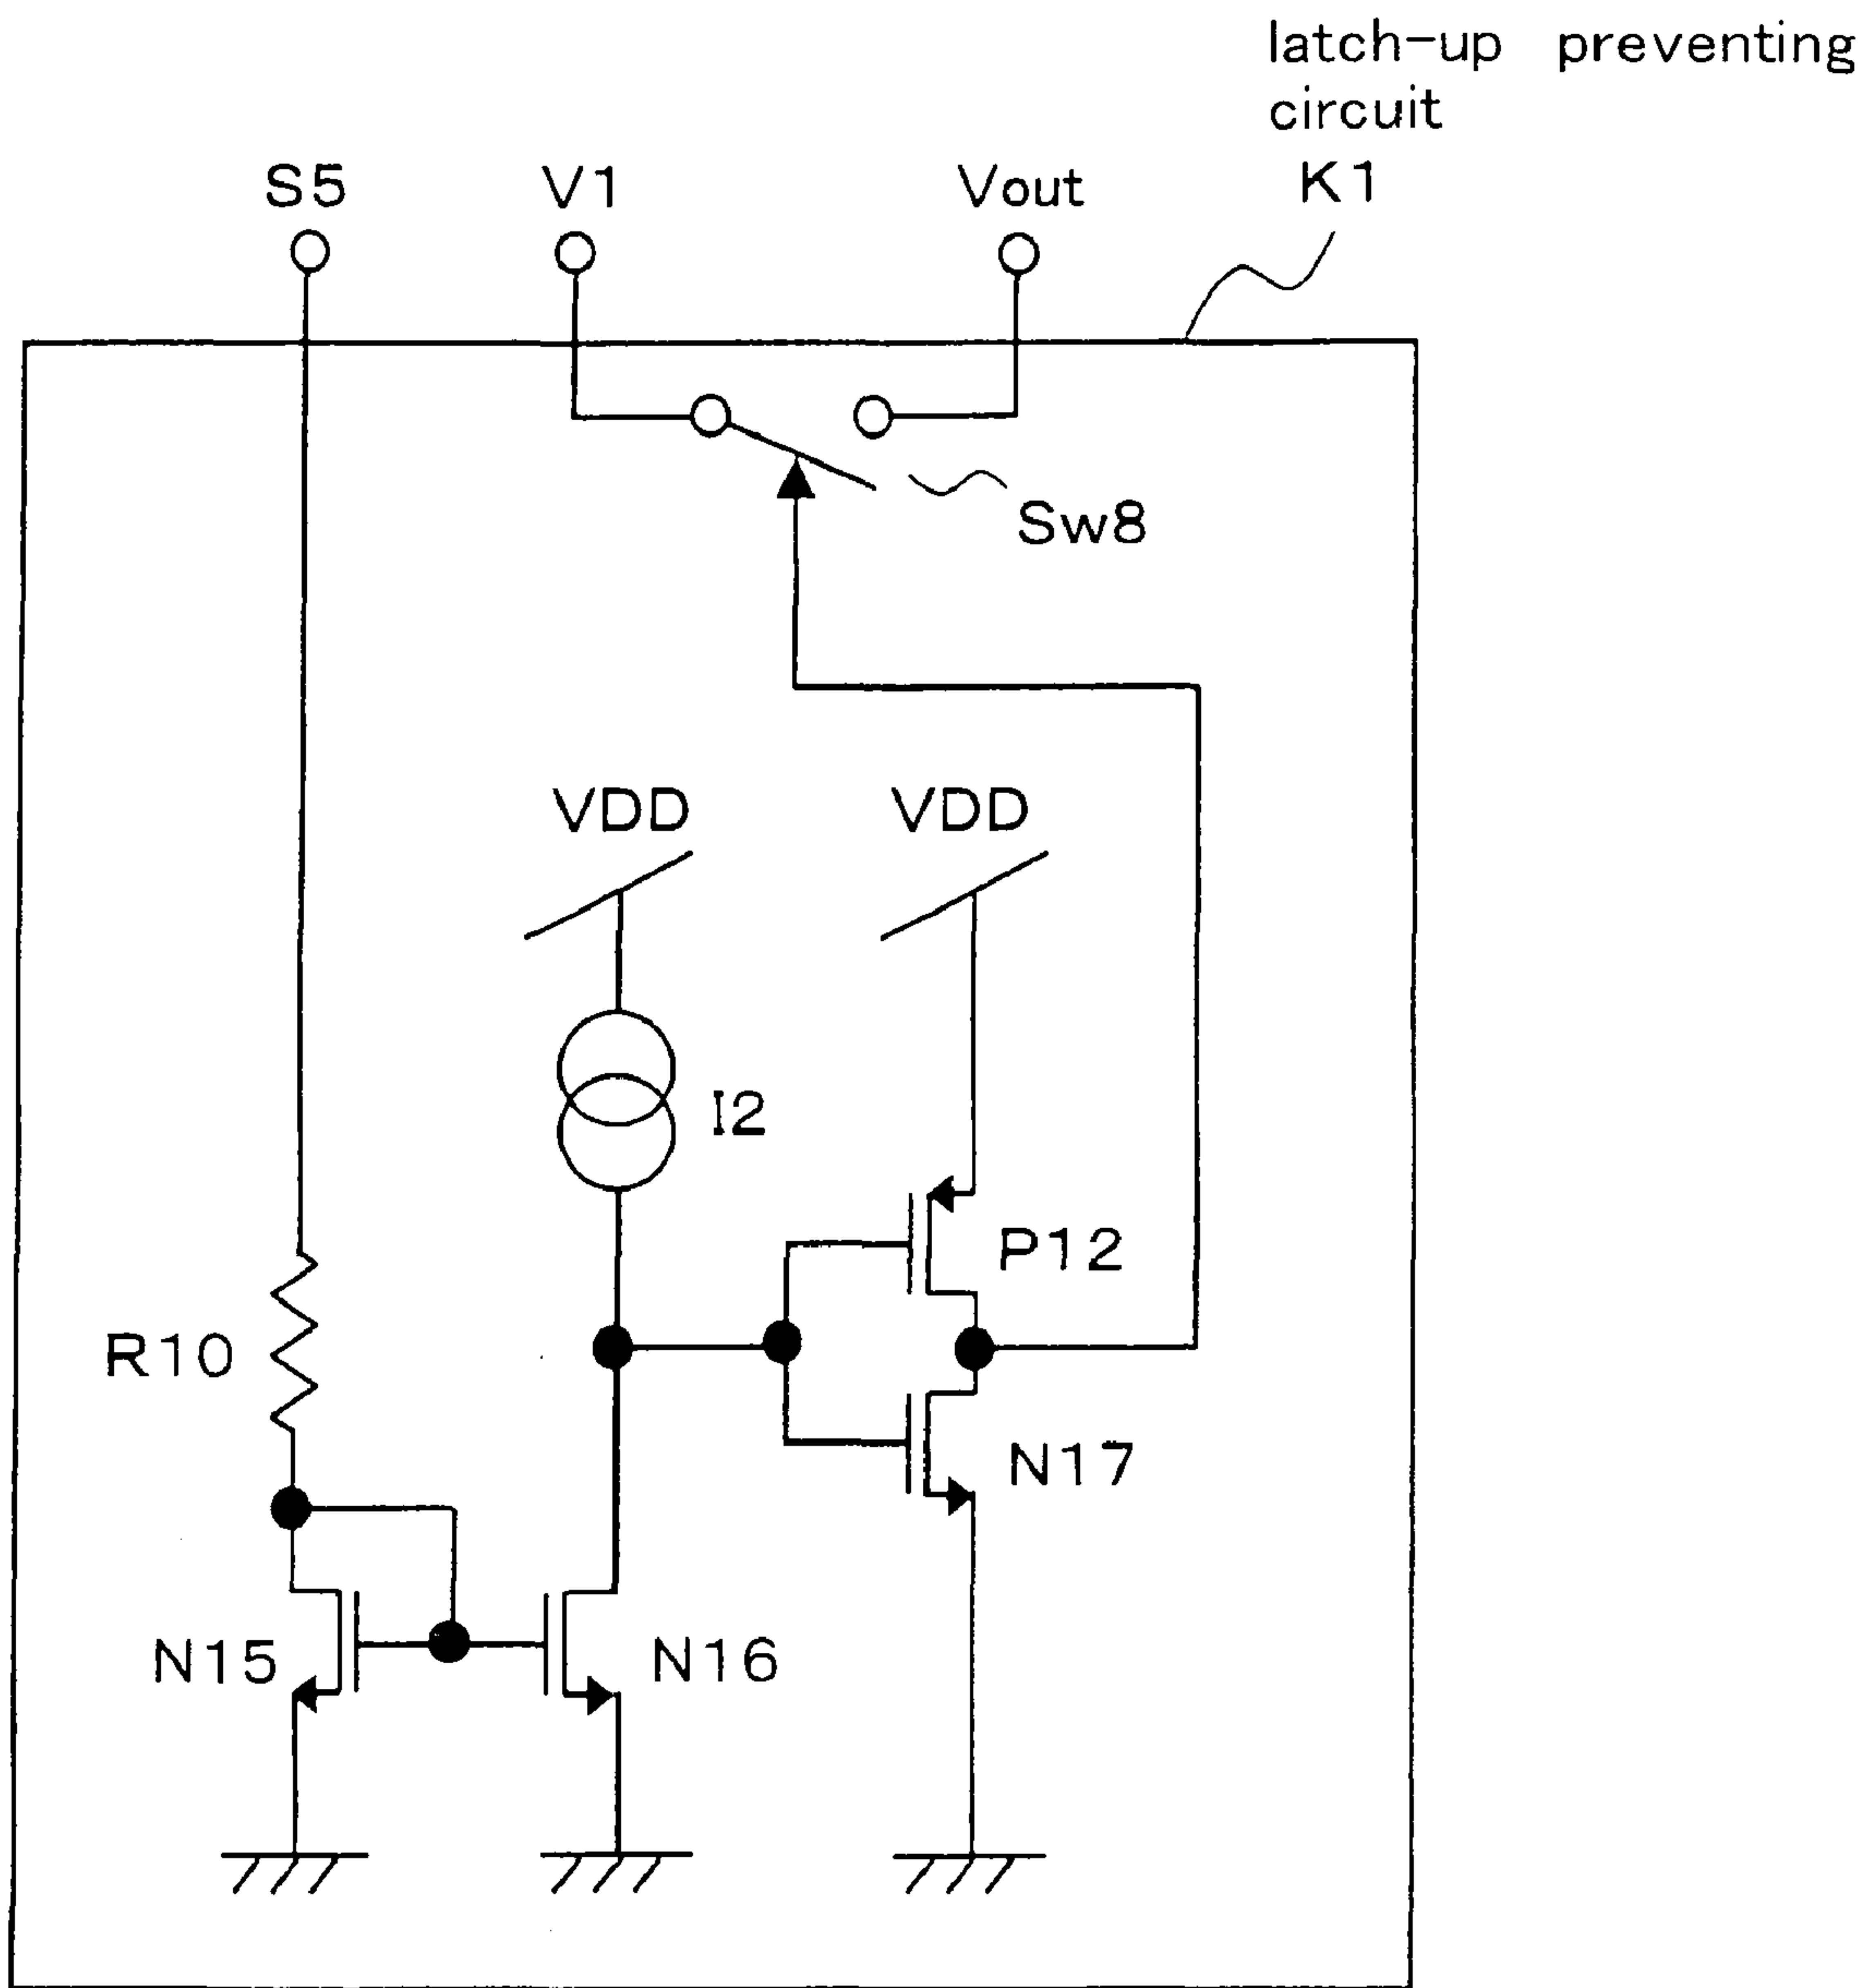 latch-up preventing
circuit
K1
S5
V1
Vout
Sw8
VDD
VDD
I2
P12
R10
N17
N15
N16